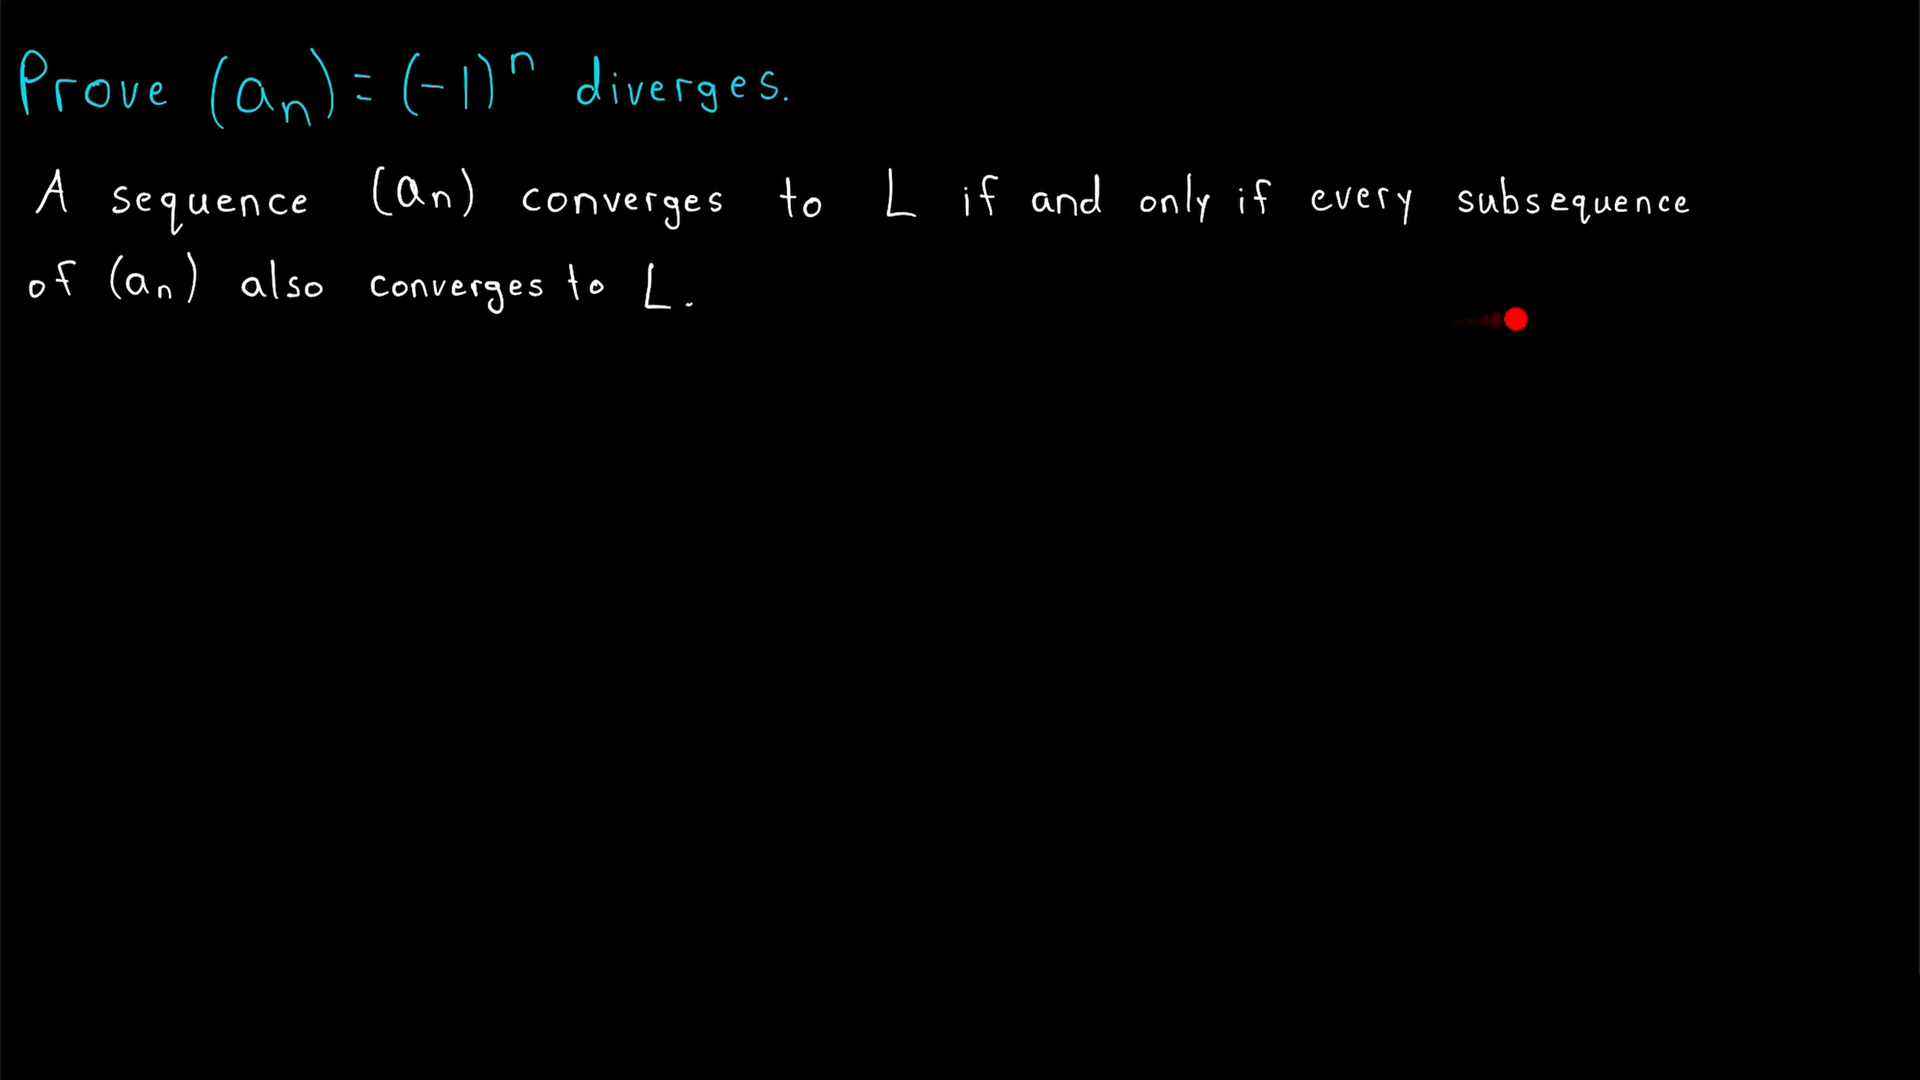 Prove (aₙ) = (-1)ⁿ diverges.
A sequence (aₙ) converges to L if and only if every subsequence
of (aₙ) also converges to L.